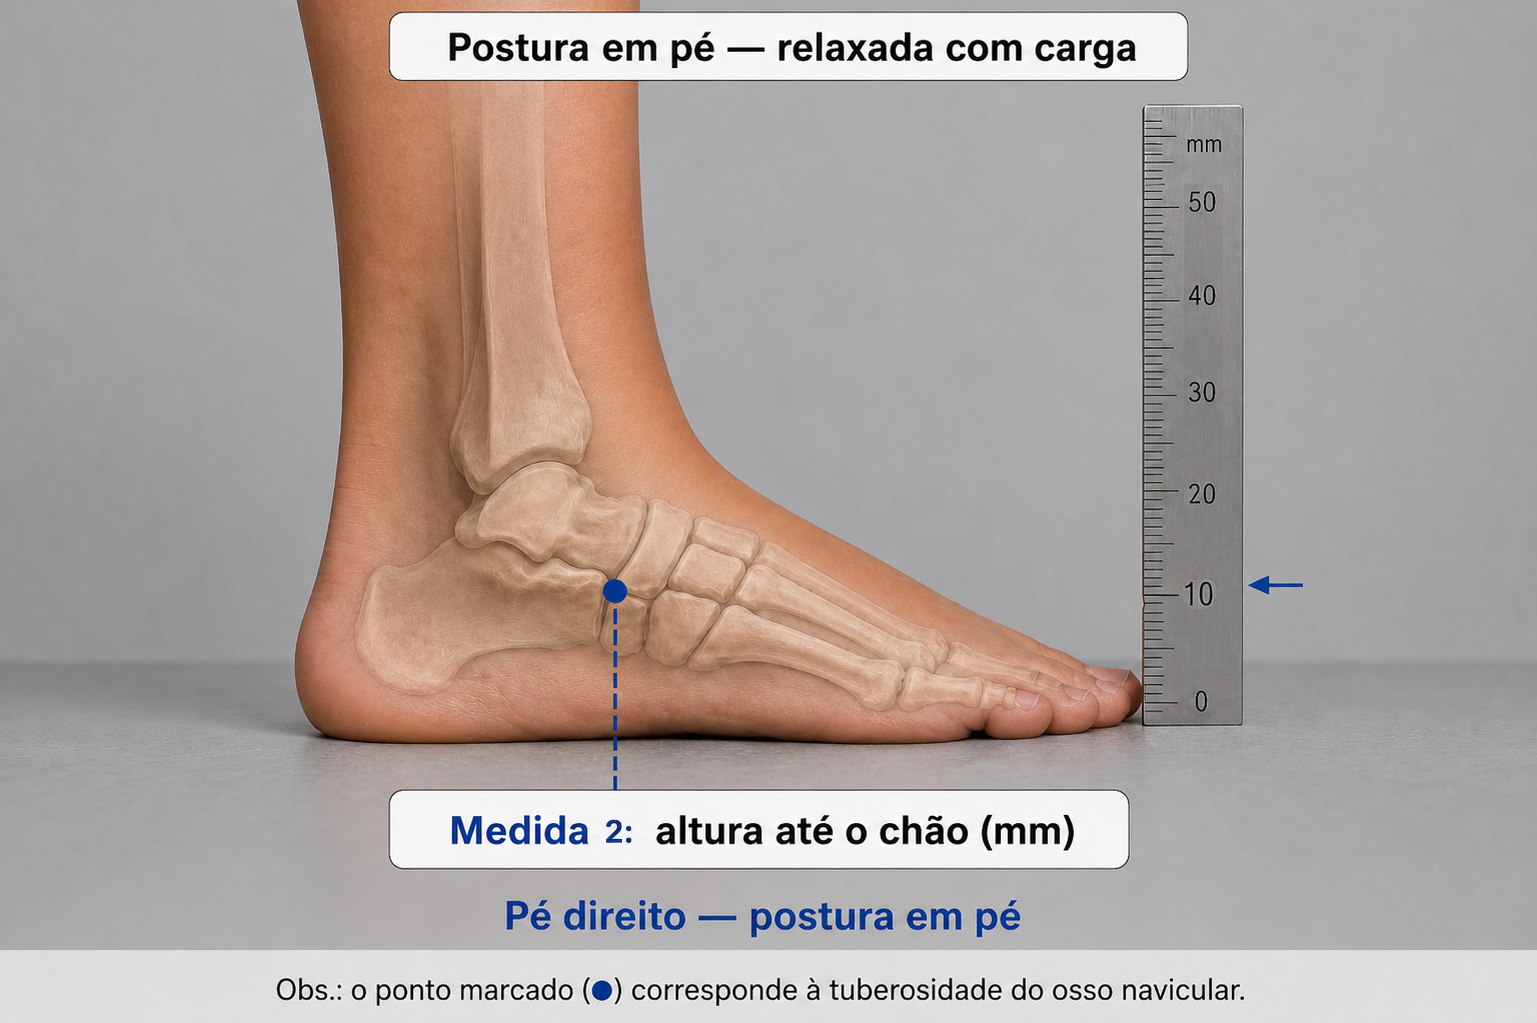 Postura em pé — relaxada com carga
mm
50
40
30
20
10
0
Medida 2: altura até o chão (mm)
Pé direito — postura em pé
Obs.: o ponto marcado (●) corresponde à tuberosidade do osso navicular.